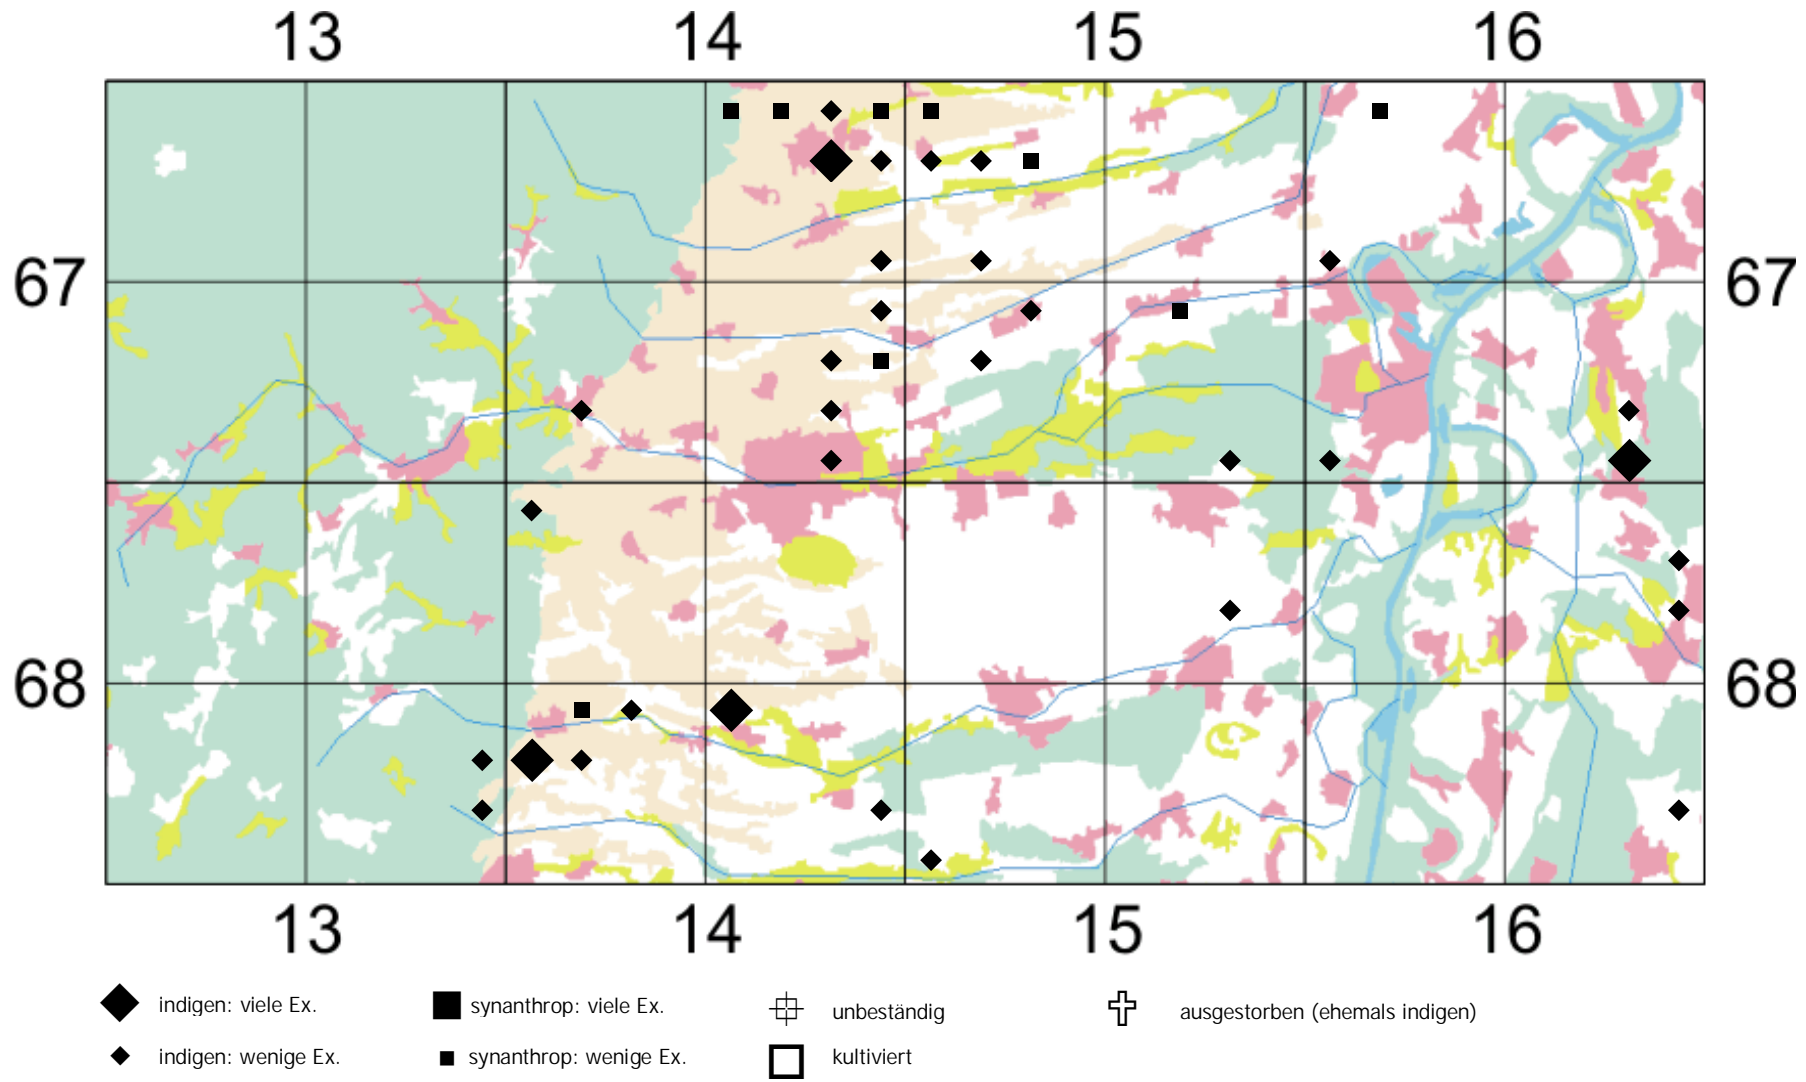 13 14 15 16
67 67
68 68
13 14 15 16
indigen: viele Ex. synanthrop: viele Ex. unbeständig ausgestorben (ehemals indigen)
indigen: wenige Ex. synanthrop: wenige Ex. kultiviert